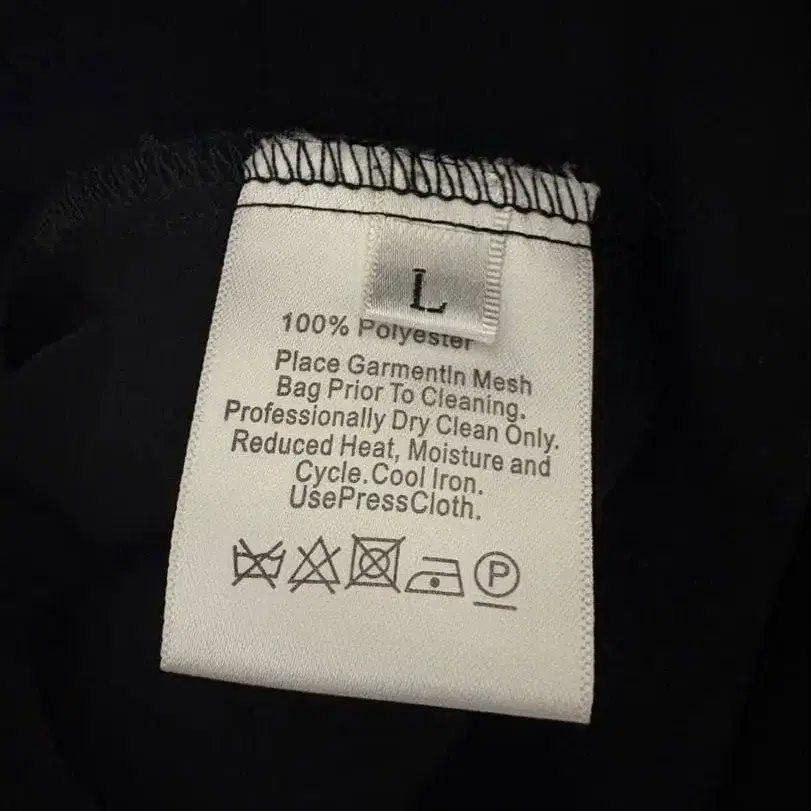 L
100% Polyester
Place GarmentIn Mesh
Bag Prior To Cleaning.
Professionally Dry Clean Only.
Reduced Heat, Moisture and
Cycle.Cool Iron.
UsePressCloth.
P